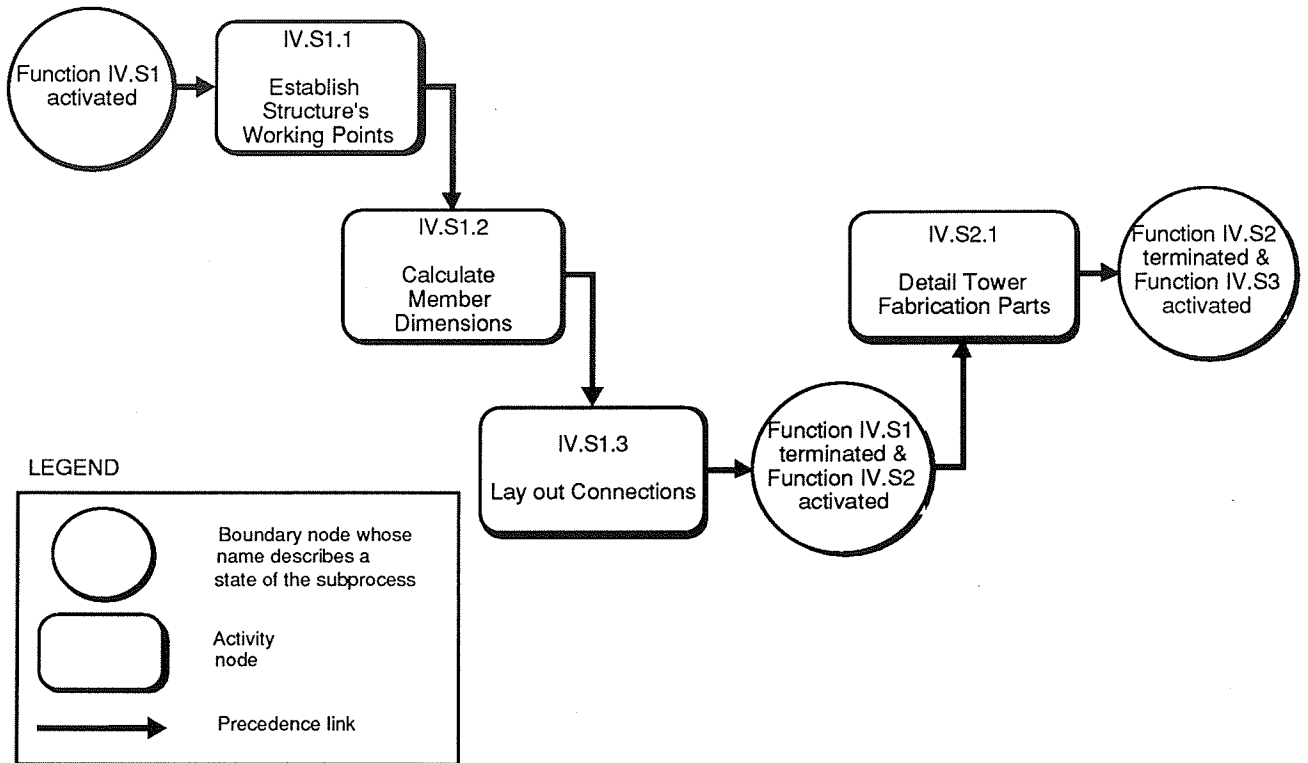 Function IV.S1
activated
IV.S1.1
Establish
Structure's
Working Points
IV.S1.2
Calculate
Member
Dimensions
IV.S1.3
Lay out Connections
Function IV.S1
terminated &
Function IV.S2
activated
IV.S2.1
Detail Tower
Fabrication Parts
Function IV.S2
terminated &
Function IV.S3
activated
LEGEND
Boundary node whose
name describes a
state of the subprocess
Activity
node
Precedence link